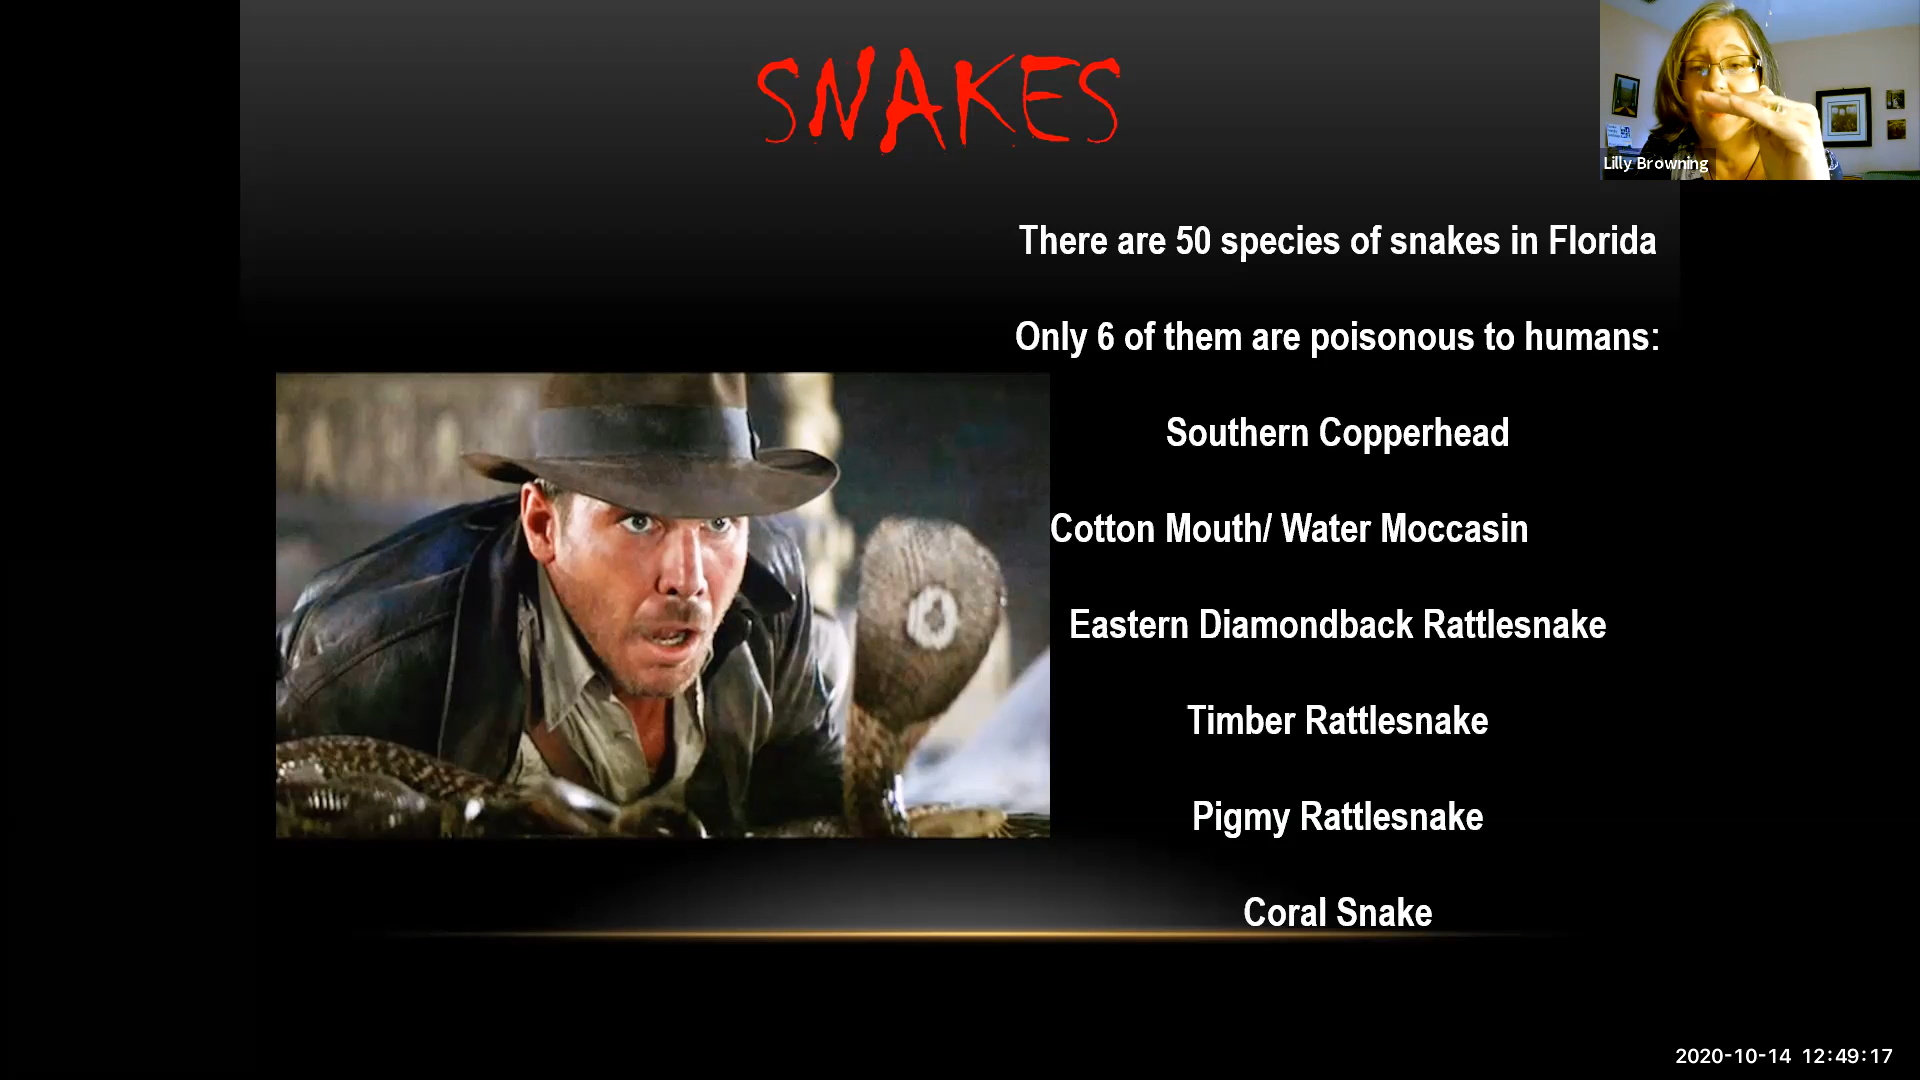 SNAKES
Lilly Browning
There are 50 species of snakes in Florida
Only 6 of them are poisonous to humans:
Southern Copperhead
Cotton Mouth/ Water Moccasin
Eastern Diamondback Rattlesnake
Timber Rattlesnake
Pigmy Rattlesnake
Coral Snake
2020-10-14 12:49:17